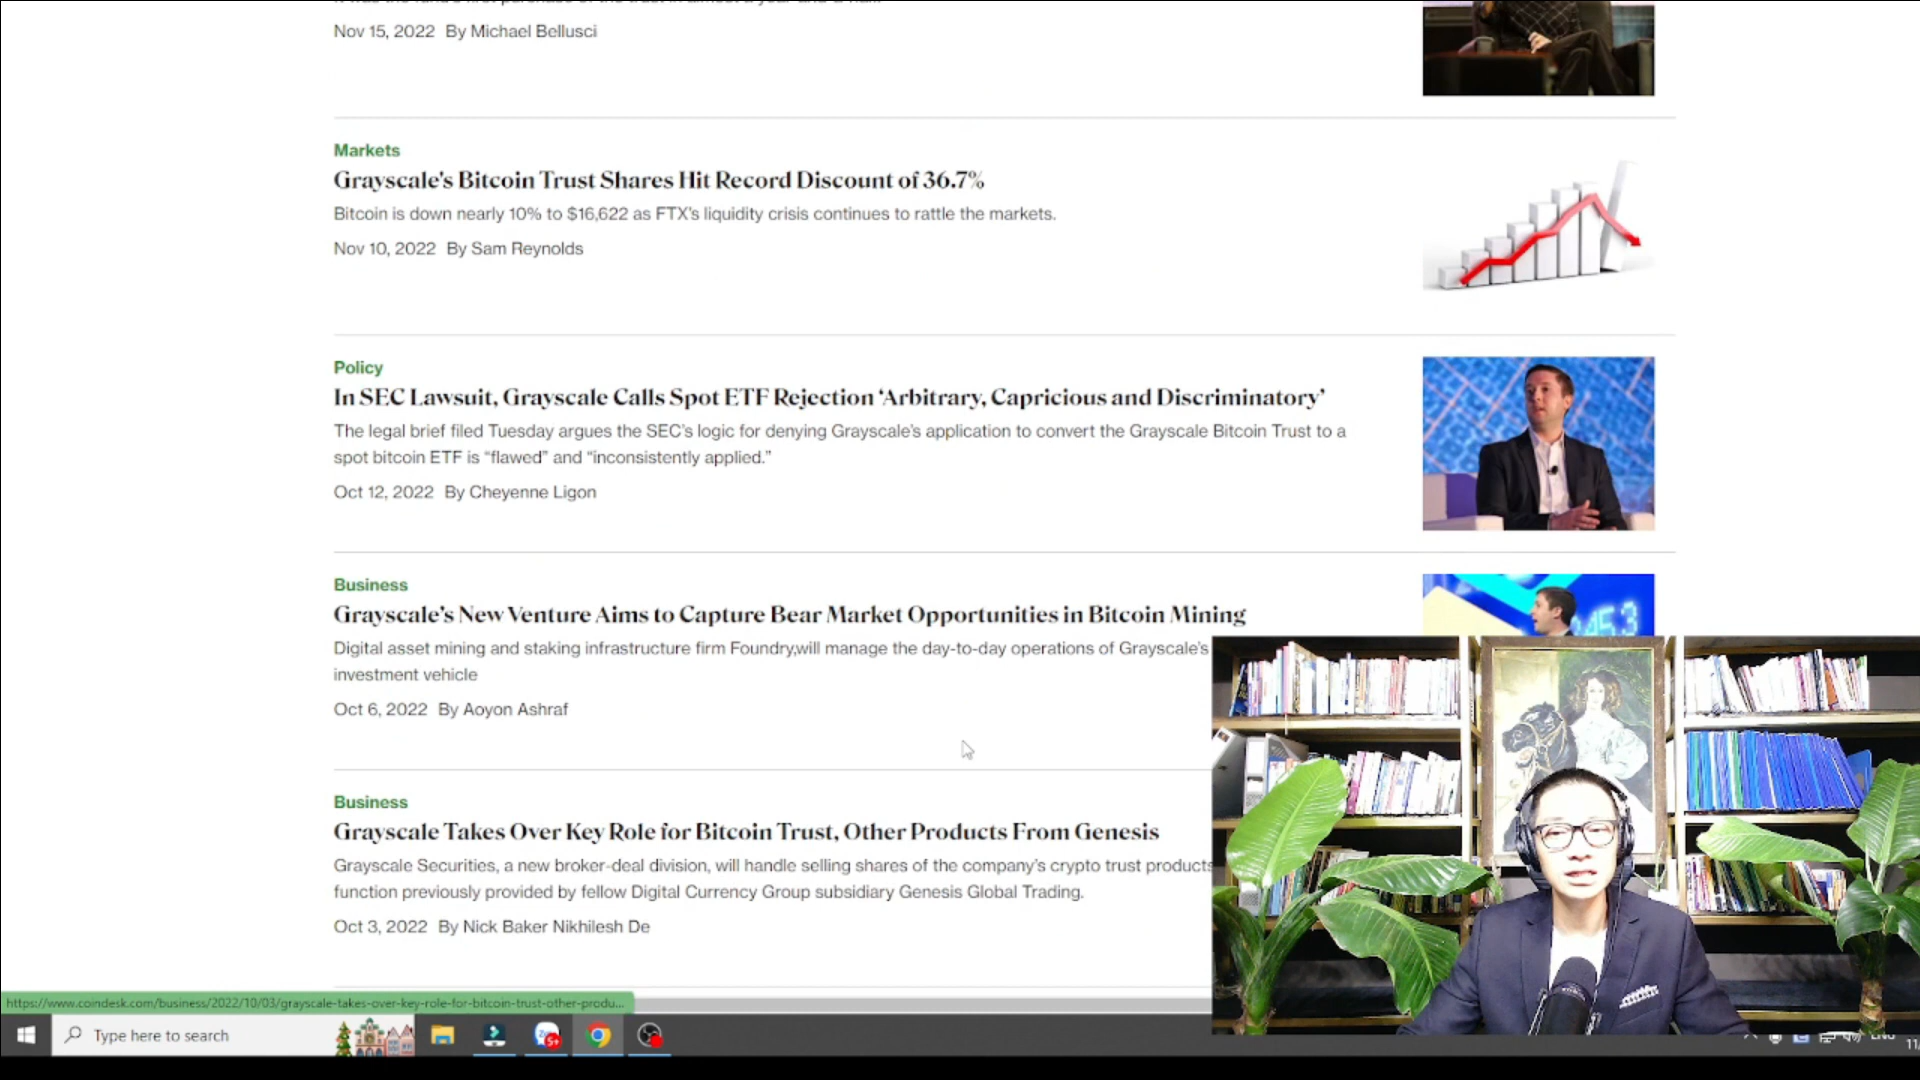 Nov 15, 2022 By Michael Bellusci
Markets
Grayscale's Bitcoin Trust Shares Hit Record Discount of 36.7%
Bitcoin is down nearly 10% to $16,622 as FTX's liquidity crisis continues to rattle the markets.
Nov 10, 2022 By Sam Reynolds
Policy
In SEC Lawsuit, Grayscale Calls Spot ETF Rejection ‘Arbitrary, Capricious and Discriminatory’
The legal brief filed Tuesday argues the SEC’s logic for denying Grayscale’s application to convert the Grayscale Bitcoin Trust to a
spot bitcoin ETF is “flawed” and “inconsistently applied.”
Oct 12, 2022 By Cheyenne Ligon
Business
Grayscale’s New Venture Aims to Capture Bear Market Opportunities in Bitcoin Mining
Digital asset mining and staking infrastructure firm Foundry,will manage the day-to-day operations of Grayscale’s
investment vehicle
Oct 6, 2022 By Aoyon Ashraf
45.3
Business
Grayscale Takes Over Key Role for Bitcoin Trust, Other Products From Genesis
Grayscale Securities, a new broker-deal division, will handle selling shares of the company’s crypto trust products
function previously provided by fellow Digital Currency Group subsidiary Genesis Global Trading.
Oct 3, 2022 By Nick Baker Nikhilesh De
https://www.coindesk.com/business/2022/10/03/grayscale-takes-over-key-role-for-bitcoin-trust-other-produ...
Type here to search
5+
ENG
11/